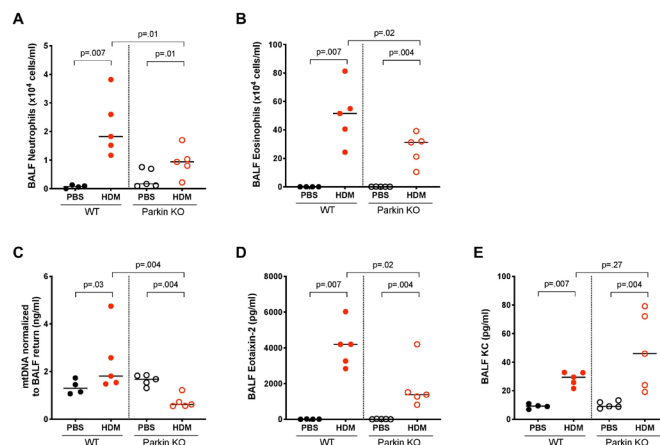 A
p=.01
p=.007
p=.01
BALF Neutrophils (x10⁴ cells/ml)
5
4
3
2
1
0
PBS HDM PBS HDM
WT Parkin KO
B
p=.02
p=.007
p=.004
BALF Eosinophils (x10⁴ cells/ml)
100
80
60
40
20
0
PBS HDM PBS HDM
WT Parkin KO
C
p=.004
p=.03
p=.004
mtDNA normalized
to BALF return (ng/ml)
6
4
2
0
PBS HDM PBS HDM
WT Parkin KO
D
p=.02
p=.007
p=.004
BALF Eotaixin-2 (pg/ml)
8000
6000
4000
2000
0
PBS HDM PBS HDM
WT Parkin KO
E
p=.27
p=.007
p=.004
BALF KC
(pg/ml)
100
80
60
40
20
0
PBS HDM PBS HDM
WT Parkin KO